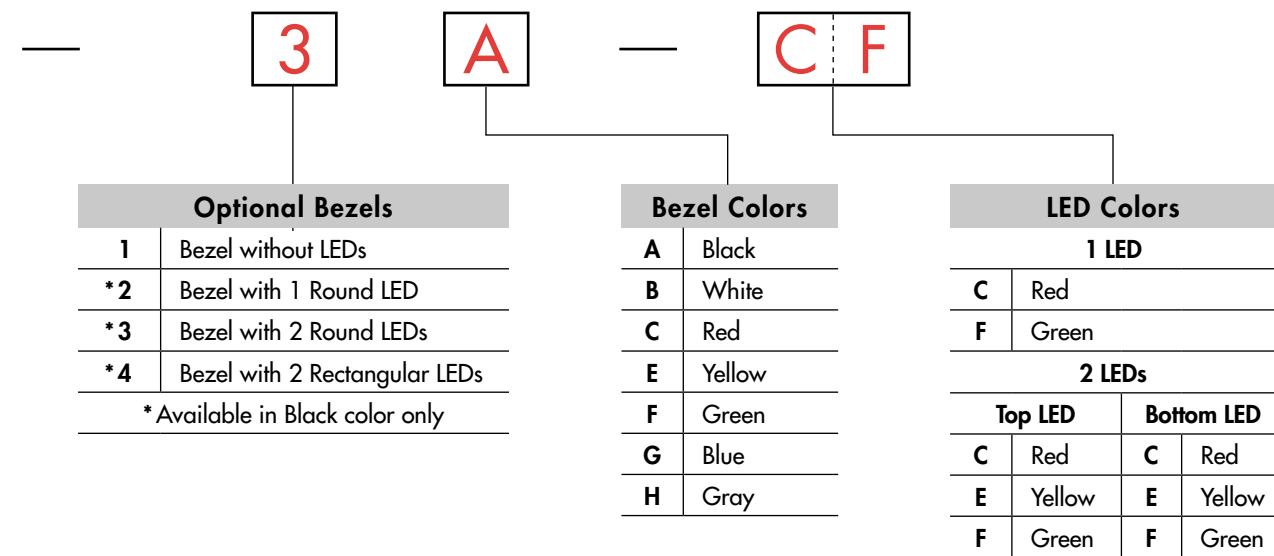 — 3 A — C F
Optional Bezels
1 Bezel without LEDs
*2 Bezel with 1 Round LED
*3 Bezel with 2 Round LEDs
*4 Bezel with 2 Rectangular LEDs
*Available in Black color only
Bezel Colors
A Black
B White
C Red
E Yellow
F Green
G Blue
H Gray
LED Colors
1 LED
C Red
F Green
2 LEDs
Top LED Bottom LED
C Red C Red
E Yellow E Yellow
F Green F Green